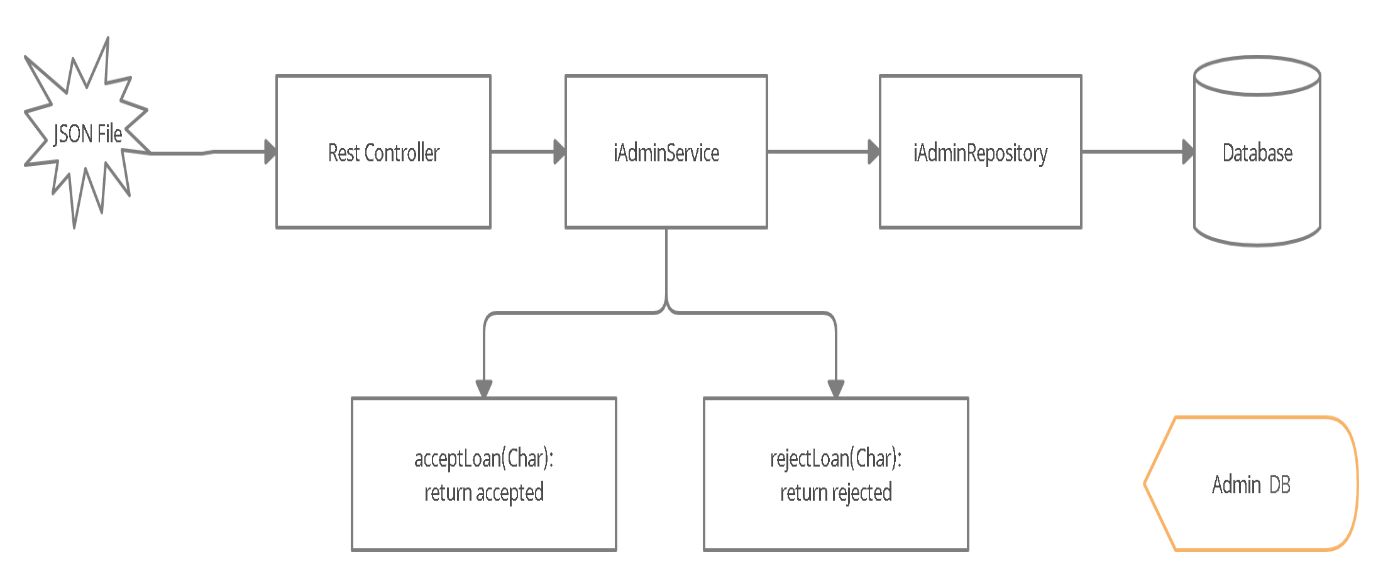 JSON File
Rest Controller
iAdminService
iAdminRepository
Database
acceptLoan(Char):
return accepted
rejectLoan(Char):
return rejected
Admin DB